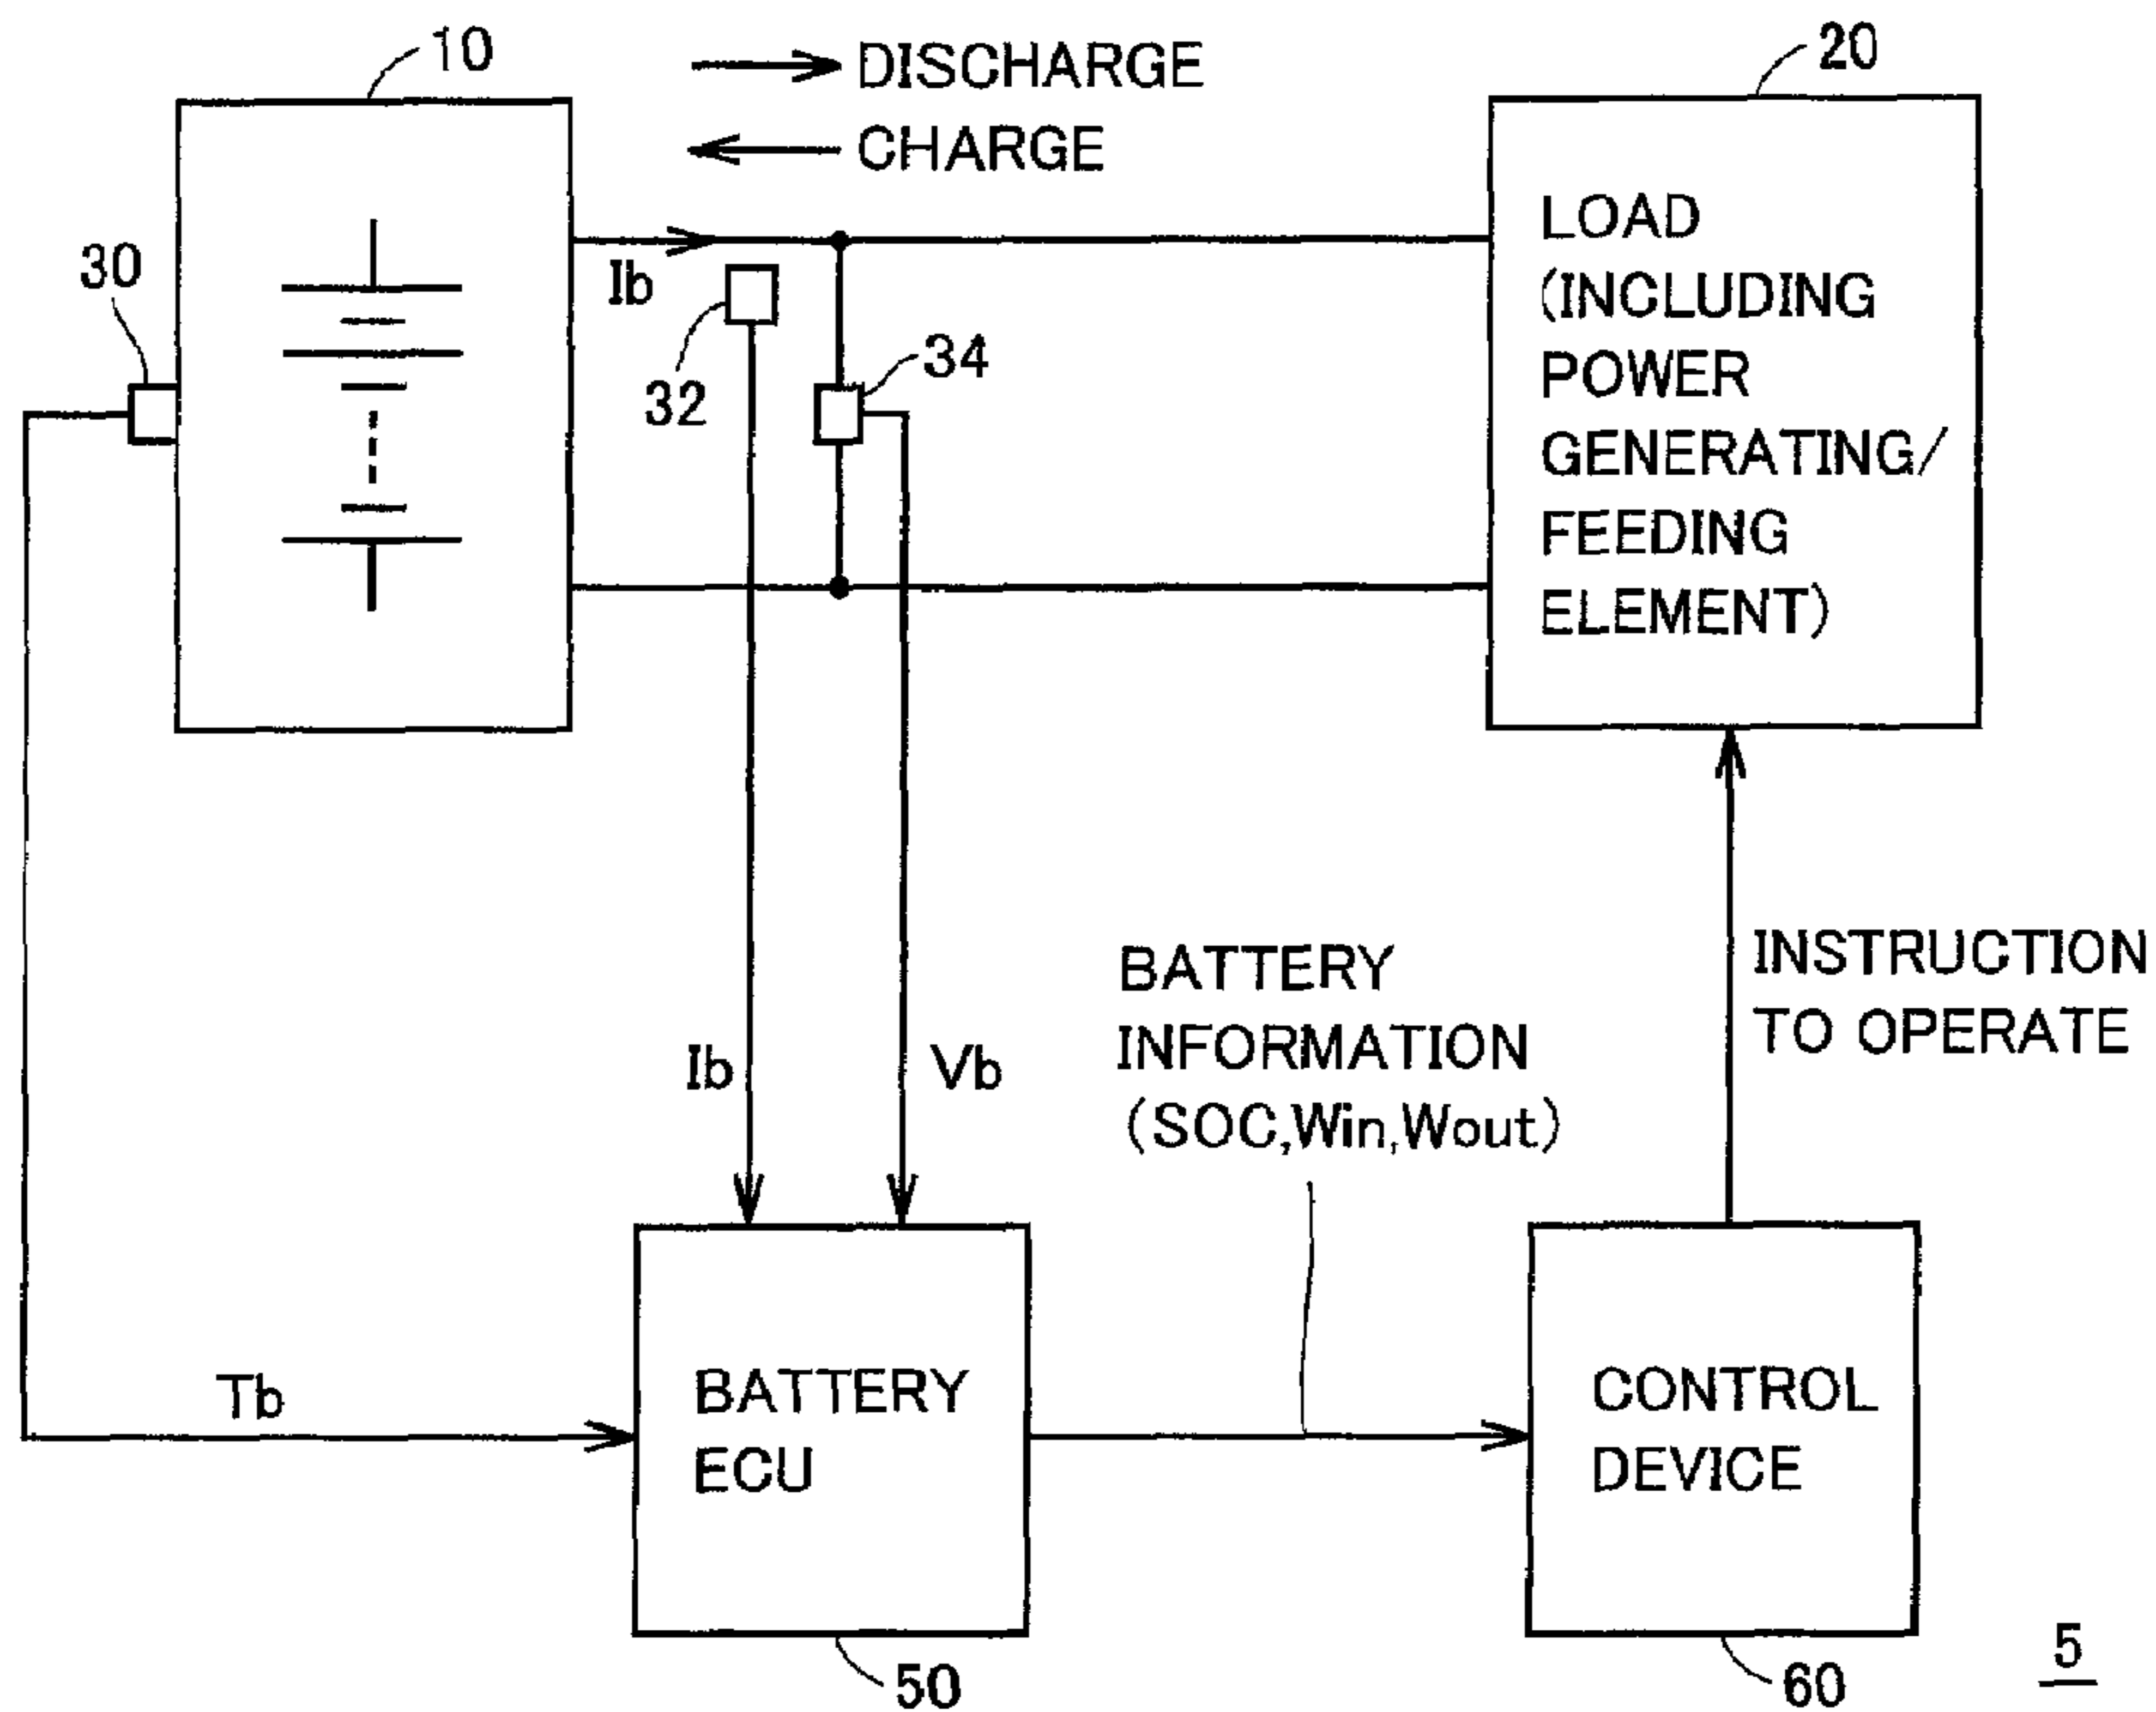 10
DISCHARGE
CHARGE
20
30
Ib
32
34
LOAD
(INCLUDING
POWER
GENERATING/
FEEDING
ELEMENT)
INSTRUCTION
TO OPERATE
BATTERY
INFORMATION
(SOC,Win,Wout)
Ib
Vb
Tb
BATTERY
ECU
CONTROL
DEVICE
50
60
5